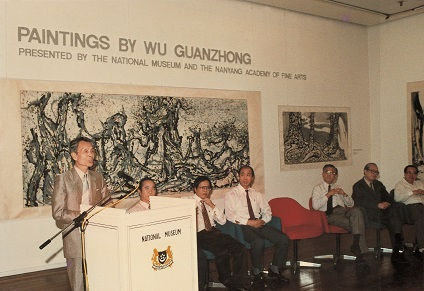 PAINTINGS BY WU GUANZHONG
PRESENTED BY THE NATIONAL MUSEUM AND THE NANYANG ACADEMY OF FINE ARTS
NATIONAL MUSEUM